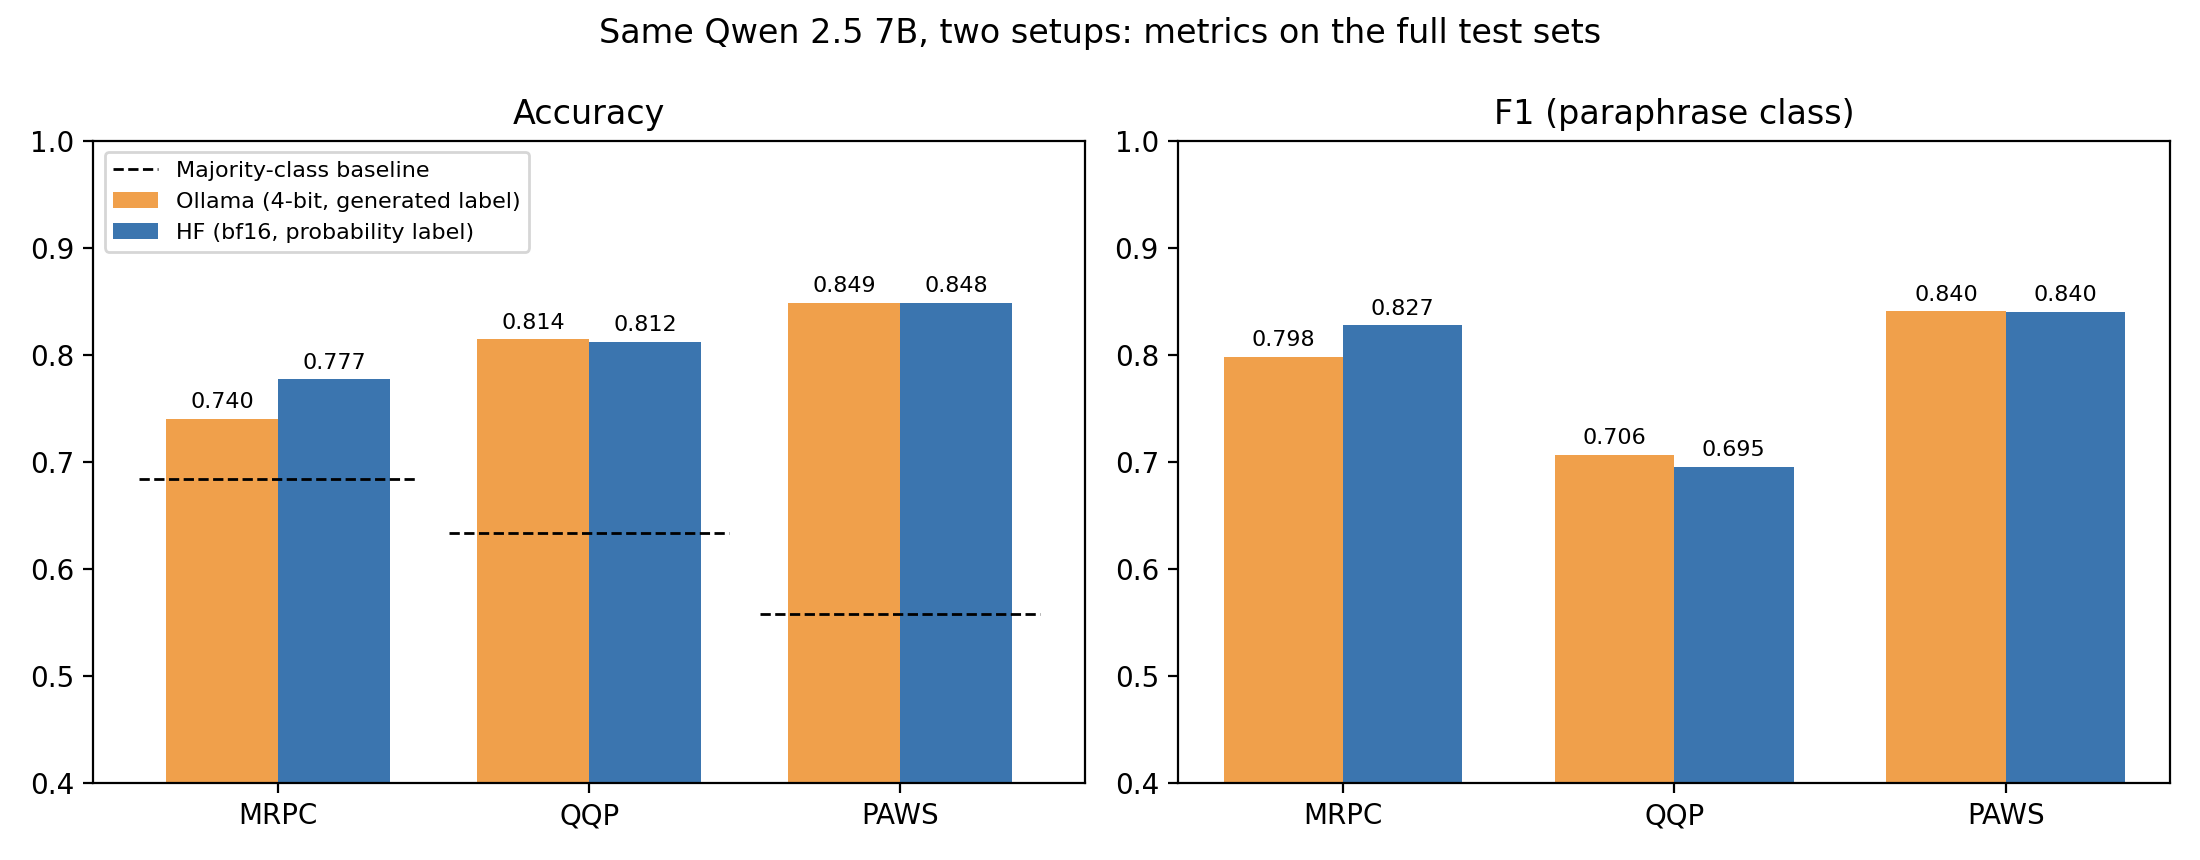 Same Qwen 2.5 7B, two setups: metrics on the full test sets
Accuracy
1.0
0.9
0.8
0.7
0.6
0.5
0.4
Majority-class baseline
Ollama (4-bit, generated label)
HF (bf16, probability label)
0.740
0.777
0.814
0.812
0.849
0.848
MRPC
QQP
PAWS
F1 (paraphrase class)
1.0
0.9
0.8
0.7
0.6
0.5
0.4
0.798
0.827
0.706
0.695
0.840
0.840
MRPC
QQP
PAWS